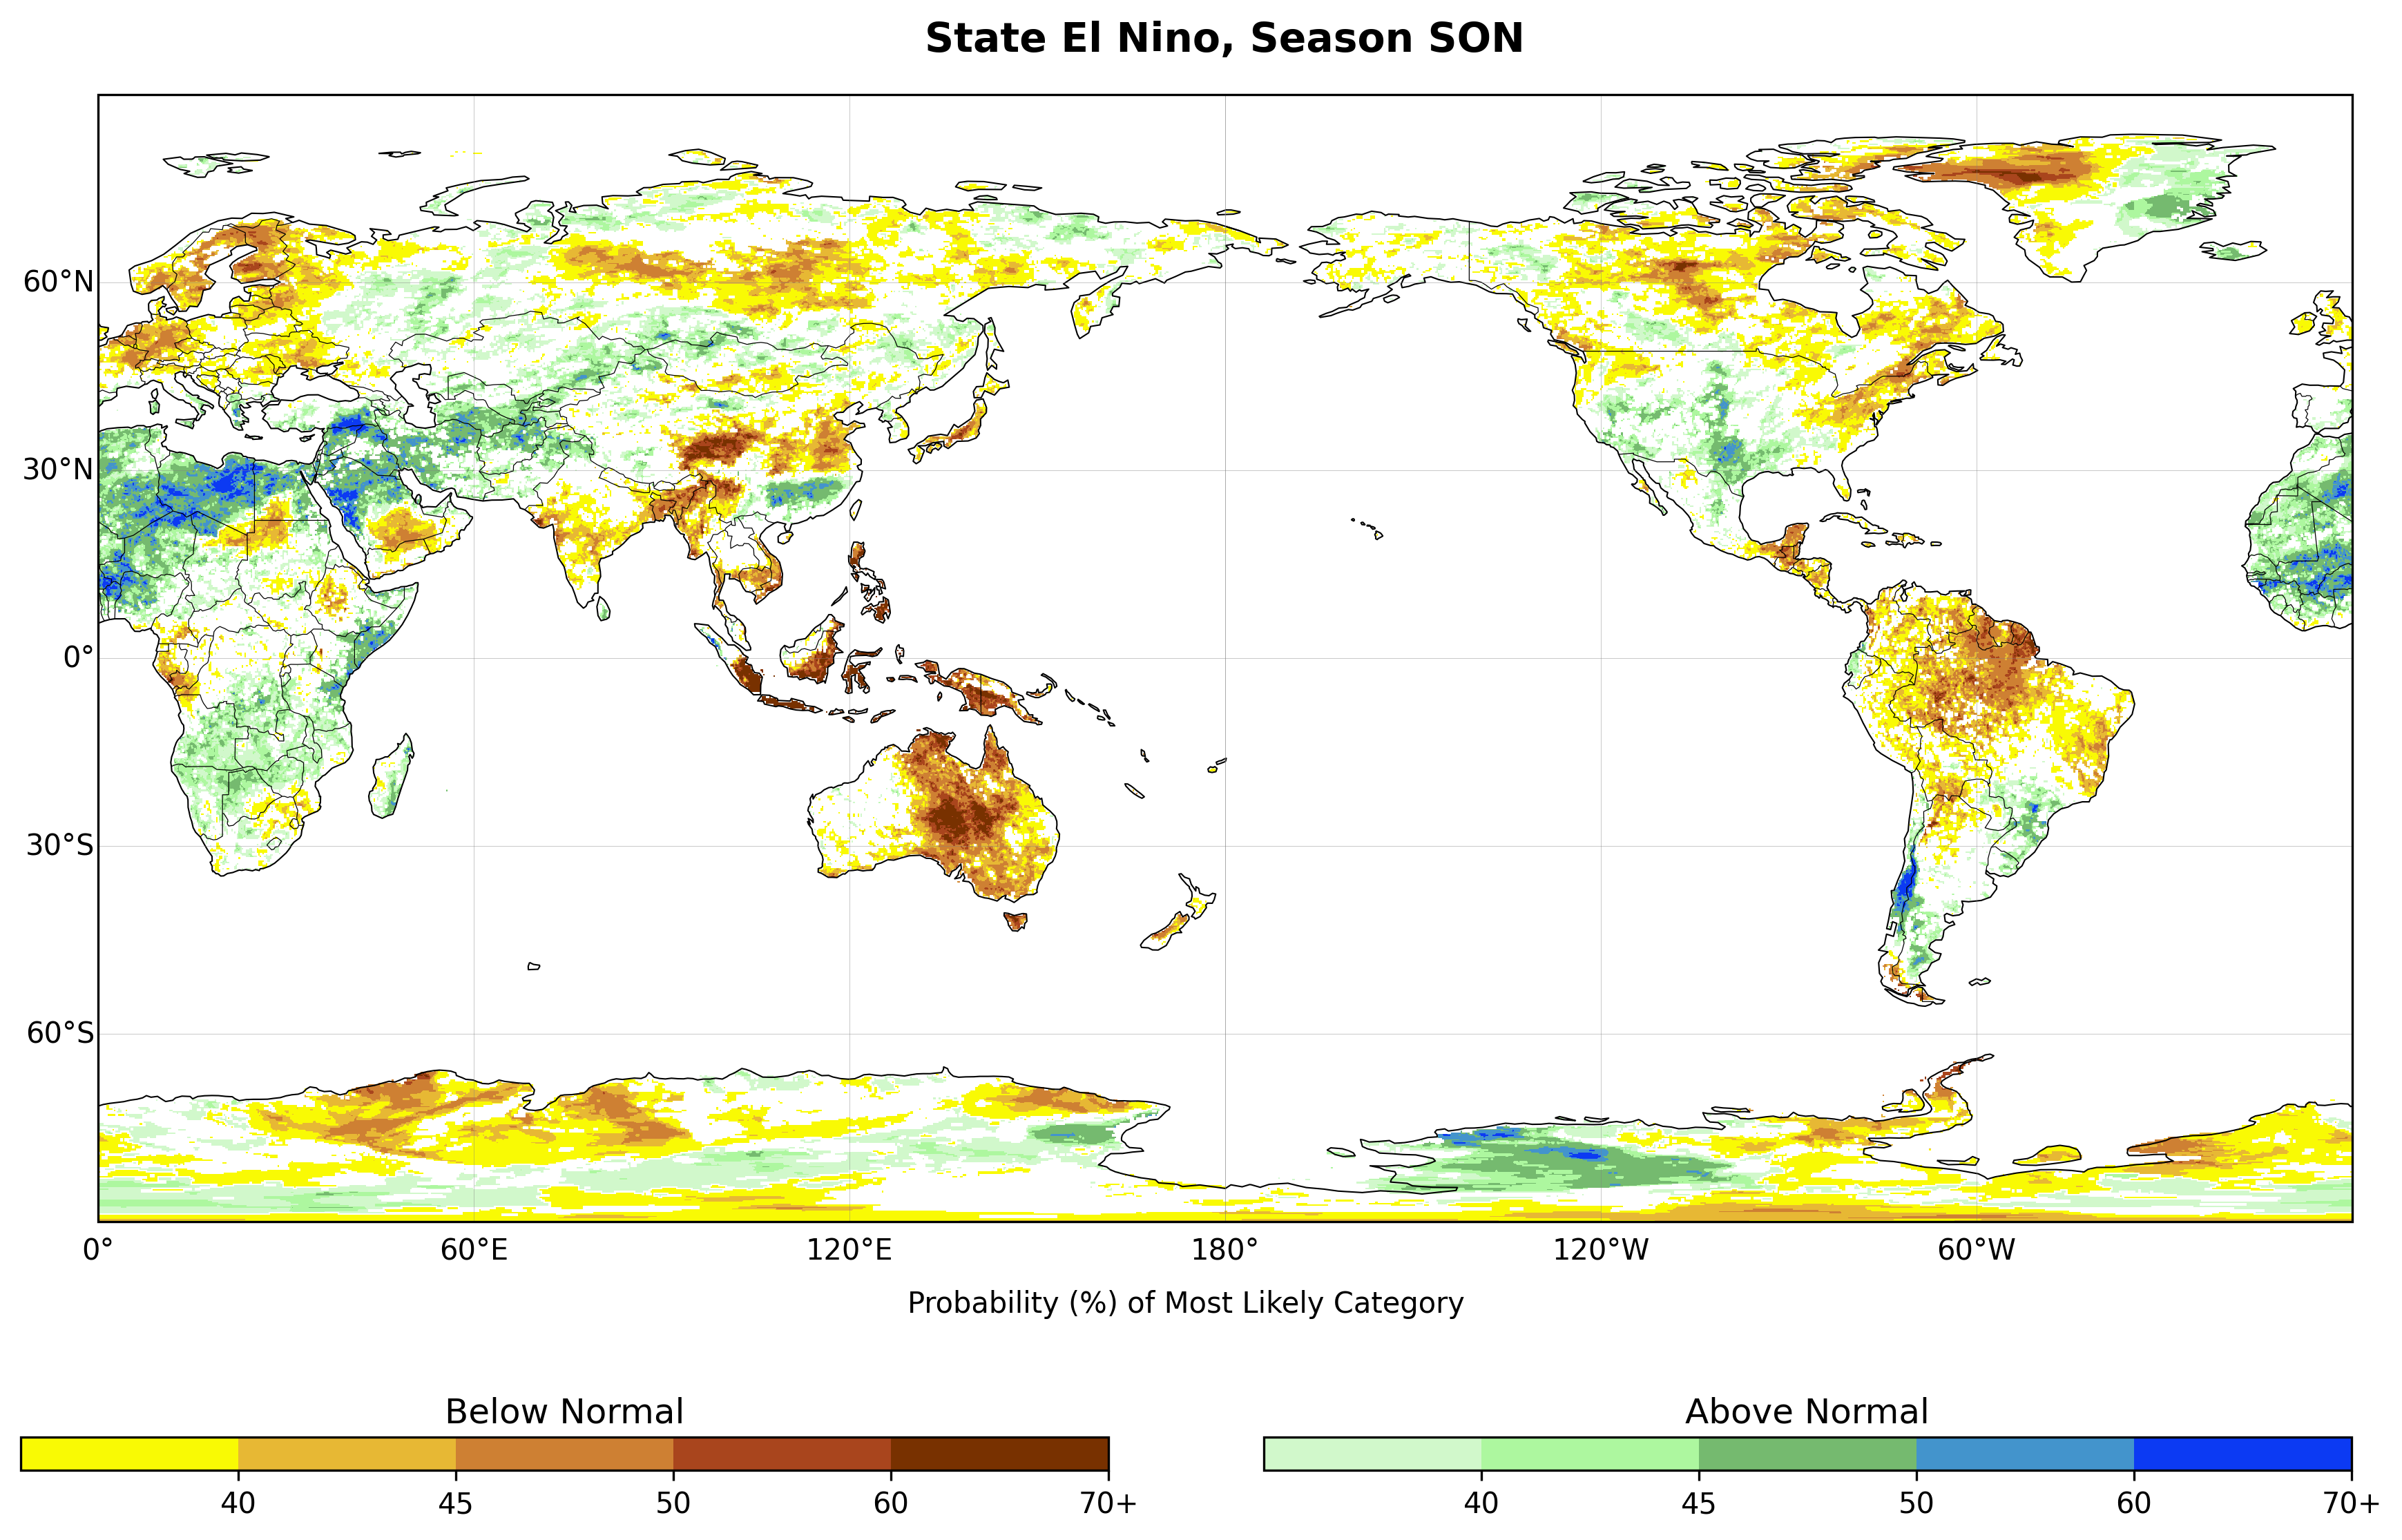 State El Nino, Season SON
60°N
30°N
0°
30°S
60°S
0° 60°E 120°E 180° 120°W 60°W
Probability (%) of Most Likely Category
Below Normal Above Normal
40 45 50 60 70+ 40 45 50 60 70+